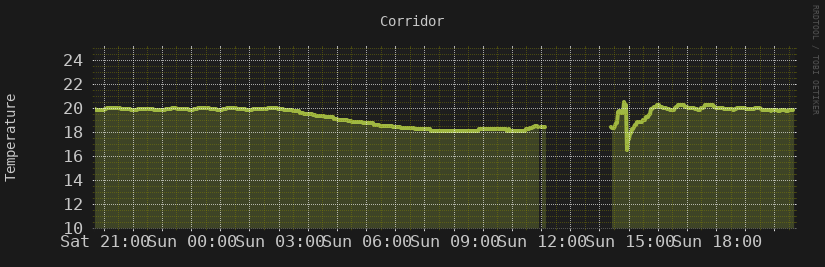 Corridor
RRDTOOL / TOBI OETIKER
Temperature
24
22
20
18
16
14
12
10
Sat 21:00 Sun 00:00 Sun 03:00 Sun 06:00 Sun 09:00 Sun 12:00 Sun 15:00 Sun 18:00